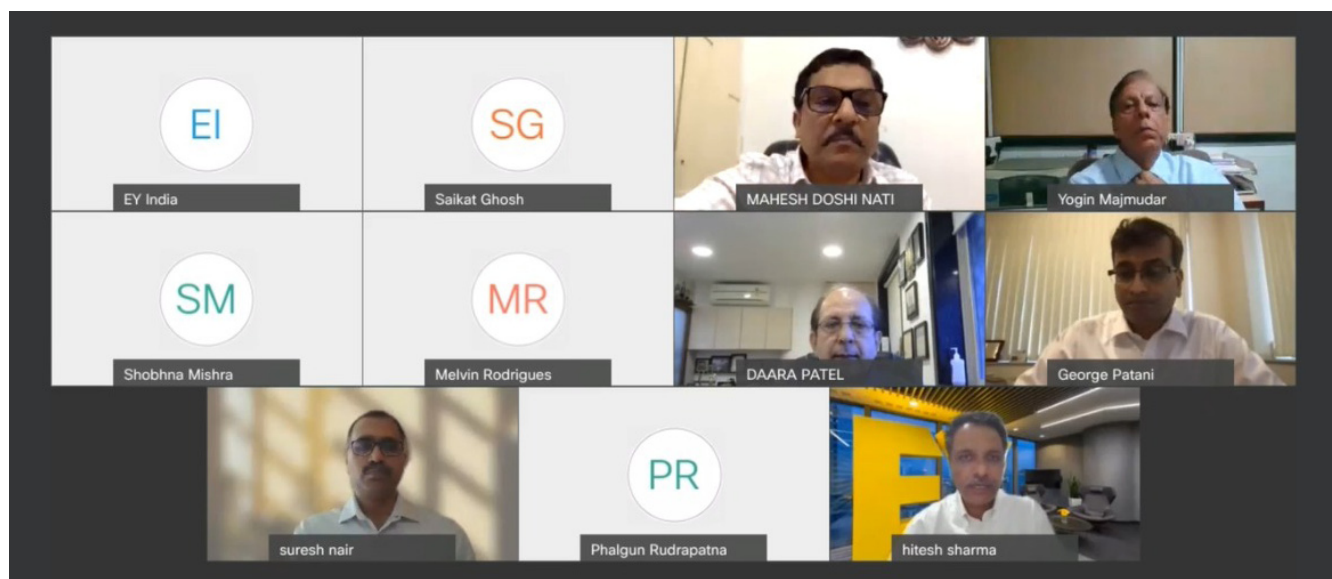 EI
EY India
SG
Saikat Ghosh
MAHESH DOSHI NATI
Yogin Majmudar
SM
Shobhna Mishra
MR
Melvin Rodrigues
DAARA PATEL
George Patani
suresh nair
PR
Phalgun Rudrapatna
E
hitesh sharma